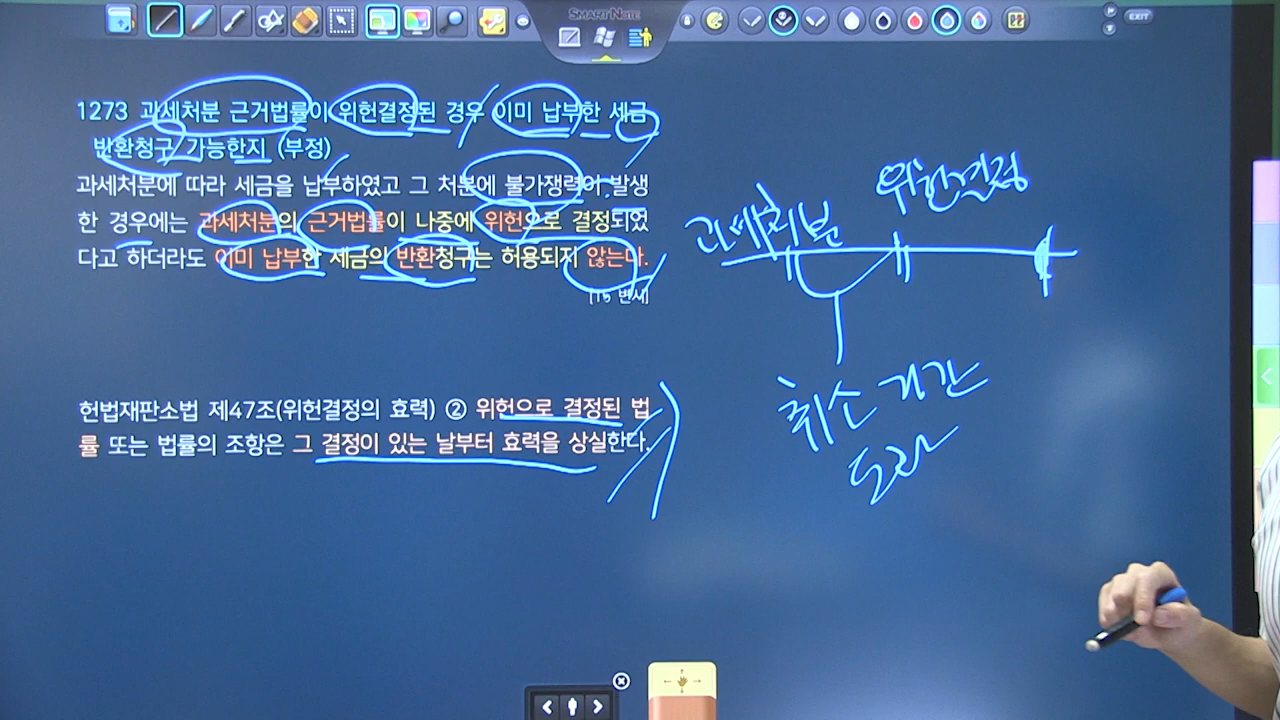 SMART NOTE
EXIT
1273 과세처분 근거법률이 위헌결정된 경우 이미 납부한 세금
반환청구 가능한지 (부정)
과세처분에 따라 세금을 납부하였고 그 처분에 불가쟁력이 발생
한 경우에는 과세처분의 근거법률이 나중에 위헌으로 결정되었
다고 하더라도 이미 납부한 세금의 반환청구는 허용되지 않는다.
[15 변시]
헌법재판소법 제47조(위헌결정의 효력) ② 위헌으로 결정된 법
률 또는 법률의 조항은 그 결정이 있는 날부터 효력을 상실한다.
과세처분
위헌결정
취소 기간
도과